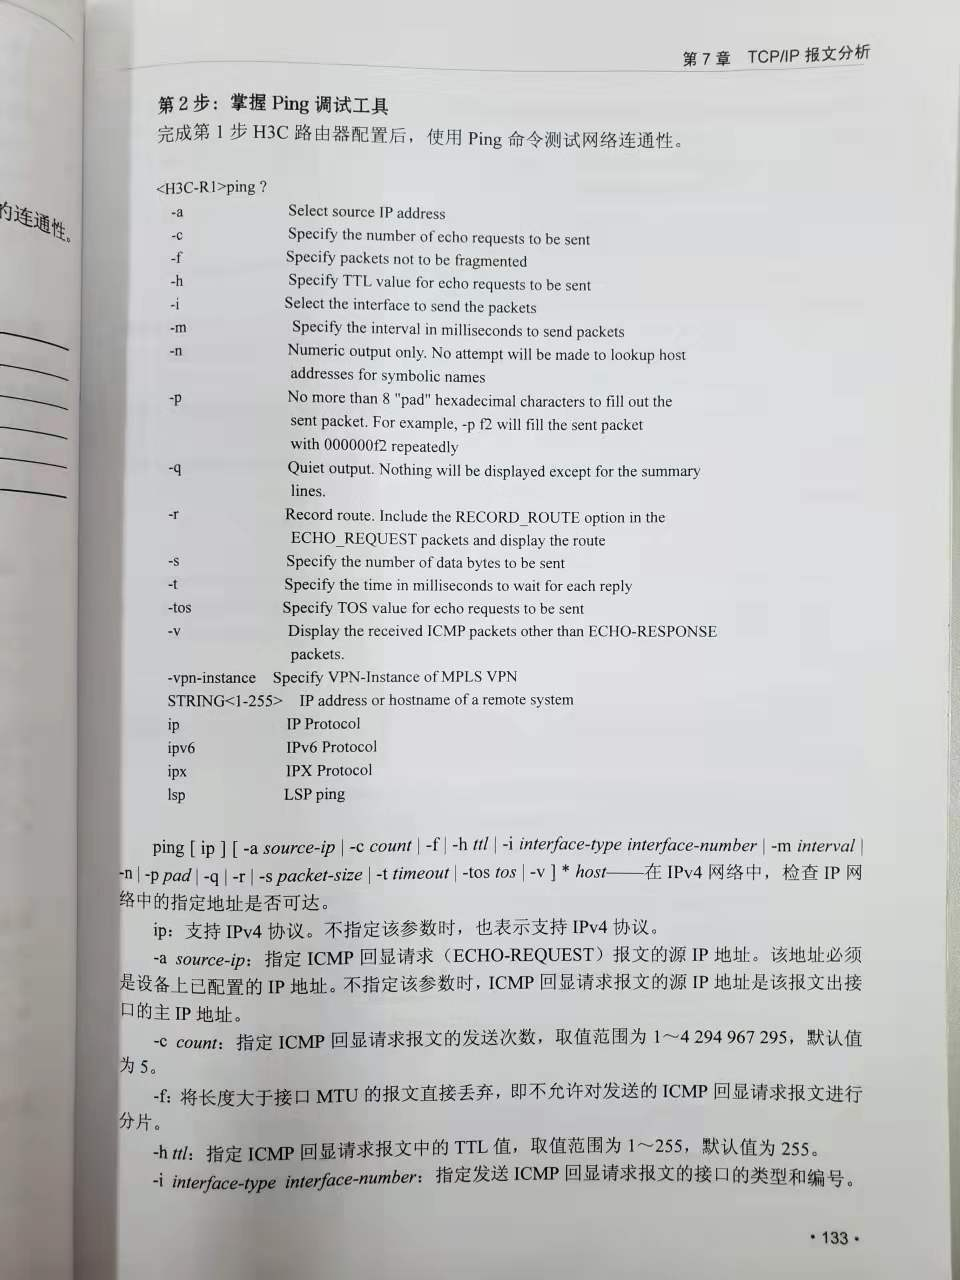 的连通性。
第 7 章 TCP/IP 报文分析
第 2 步：掌握 Ping 调试工具
完成第 1 步 H3C 路由器配置后，使用 Ping 命令测试网络连通性。
<H3C-R1>ping ?
-a Select source IP address
-c Specify the number of echo requests to be sent
-f Specify packets not to be fragmented
-h Specify TTL value for echo requests to be sent
-i Select the interface to send the packets
-m Specify the interval in milliseconds to send packets
-n Numeric output only. No attempt will be made to lookup host
addresses for symbolic names
-p No more than 8 "pad" hexadecimal characters to fill out the
sent packet. For example, -p f2 will fill the sent packet
with 000000f2 repeatedly
-q Quiet output. Nothing will be displayed except for the summary
lines.
-r Record route. Include the RECORD_ROUTE option in the
ECHO_REQUEST packets and display the route
-s Specify the number of data bytes to be sent
-t Specify the time in milliseconds to wait for each reply
-tos Specify TOS value for echo requests to be sent
-v Display the received ICMP packets other than ECHO-RESPONSE
packets.
-vpn-instance Specify VPN-Instance of MPLS VPN
STRING<1-255> IP address or hostname of a remote system
ip IP Protocol
ipv6 IPv6 Protocol
ipx IPX Protocol
lsp LSP ping
ping [ ip ] [ -a source-ip | -c count | -f | -h ttl | -i interface-type interface-number | -m interval |
-n | -p pad | -q | -r | -s packet-size | -t timeout | -tos tos | -v ] * host——在 IPv4 网络中，检查 IP 网
络中的指定地址是否可达。
ip：支持 IPv4 协议。不指定该参数时，也表示支持 IPv4 协议。
-a source-ip：指定 ICMP 回显请求（ECHO-REQUEST）报文的源 IP 地址。该地址必须
是设备上已配置的 IP 地址。不指定该参数时，ICMP 回显请求报文的源 IP 地址是该报文出接
口的主 IP 地址。
-c count：指定 ICMP 回显请求报文的发送次数，取值范围为 1～4 294 967 295，默认值
为 5。
-f：将长度大于接口 MTU 的报文直接丢弃，即不允许对发送的 ICMP 回显请求报文进行
分片。
-h ttl：指定 ICMP 回显请求报文中的 TTL 值，取值范围为 1～255，默认值为 255。
-i interface-type interface-number：指定发送 ICMP 回显请求报文的接口的类型和编号。
·133·